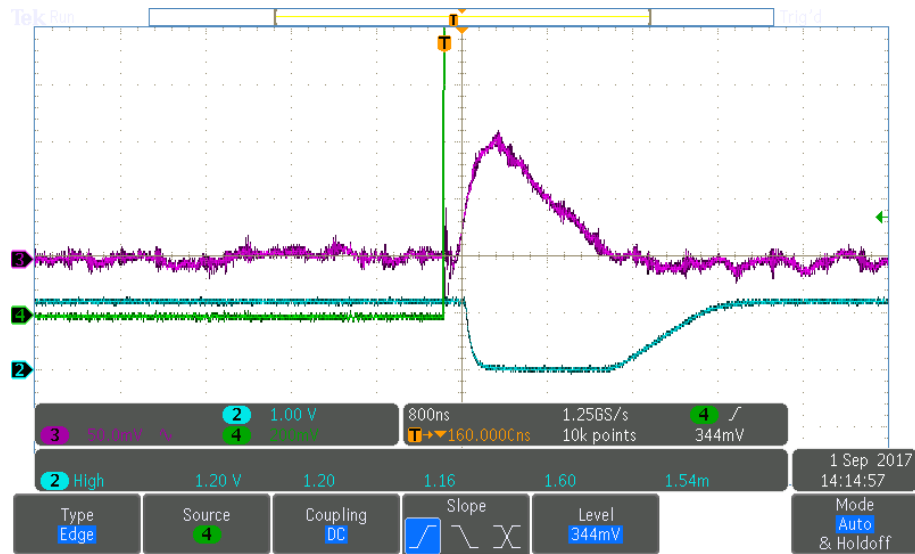 Tek Run
Trig'd
T
T
3
4
2
2 1.00 V
3 50.0mV 4 200mV
800ns 1.25GS/s 4
T→▼160.000ns 10k points 344mV
2 High 1.20 V 1.20 1.16 1.60 1.54m
1 Sep 2017
14:14:57
Type
Edge
Source
4
Coupling
DC
Slope
Level
344mV
Mode
Auto
& Holdoff